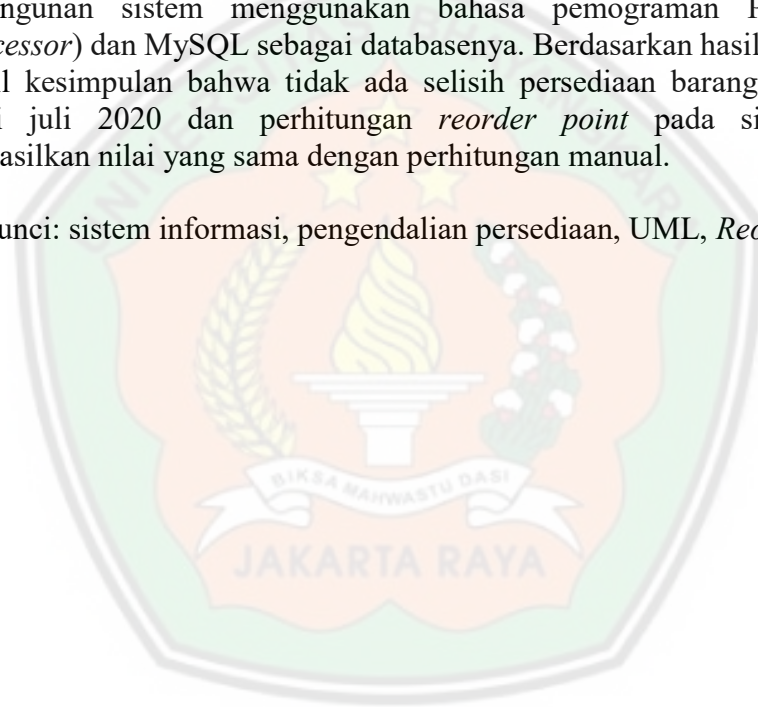 ngunan sistem menggunakan bahasa pemograman H
cessor) dan MySQL sebagai databasenya. Berdasarkan hasil
l kesimpulan bahwa tidak ada selisih persediaan barang
i juli 2020 dan perhitungan reorder point pada si
asilkan nilai yang sama dengan perhitungan manual.
unci: sistem informasi, pengendalian persediaan, UML, Reo
BIKSA MAHWASTU DASI
JAKARTA RAYA